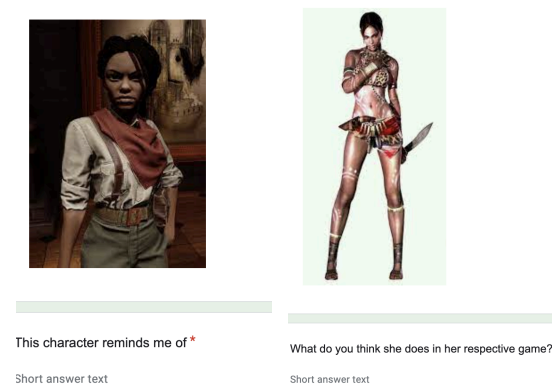 This character reminds me of *
Short answer text
What do you think she does in her respective game?
Short answer text